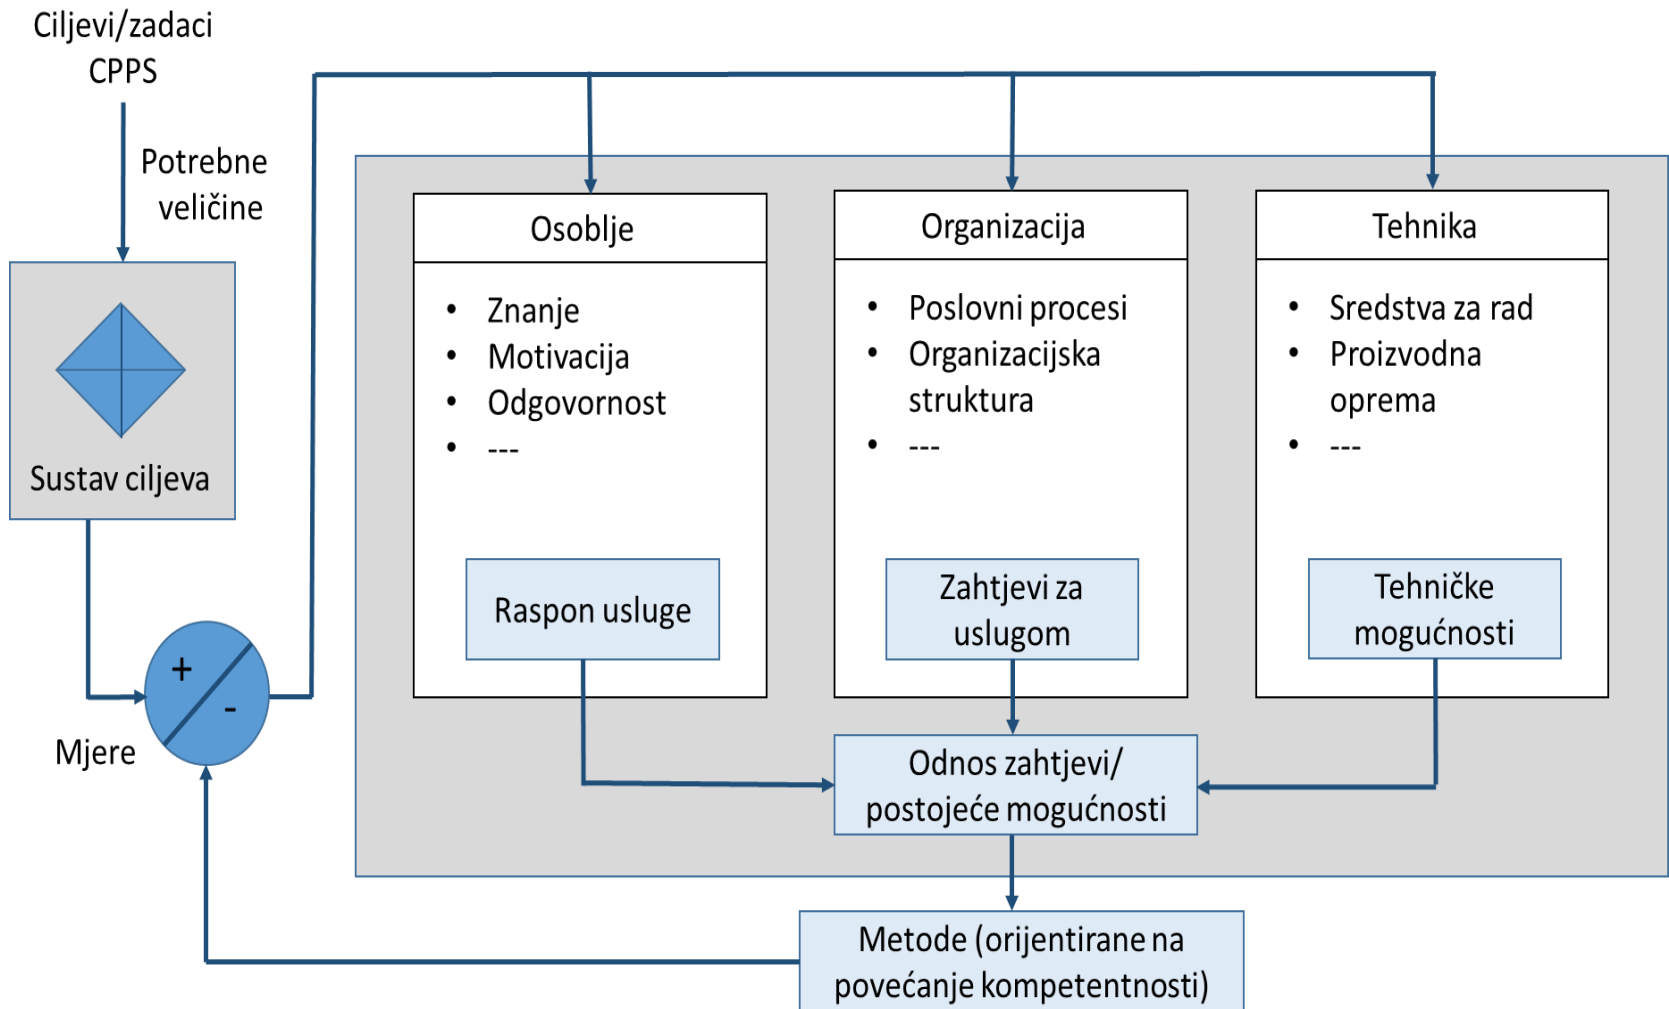 Ciljevi/zadaci
CPPS
Potrebne
veličine
Sustav ciljeva
+
-
Mjere
Osoblje
• Znanje
• Motivacija
• Odgovornost
• ---
Raspon usluge
Organizacija
• Poslovni procesi
• Organizacijska
struktura
• ---
Zahtjevi za
uslugom
Tehnika
• Sredstva za rad
• Proizvodna
oprema
• ---
Tehničke
mogućnosti
Odnos zahtjevi/
postojeće mogućnosti
Metode (orijentirane na
povećanje kompetentnosti)